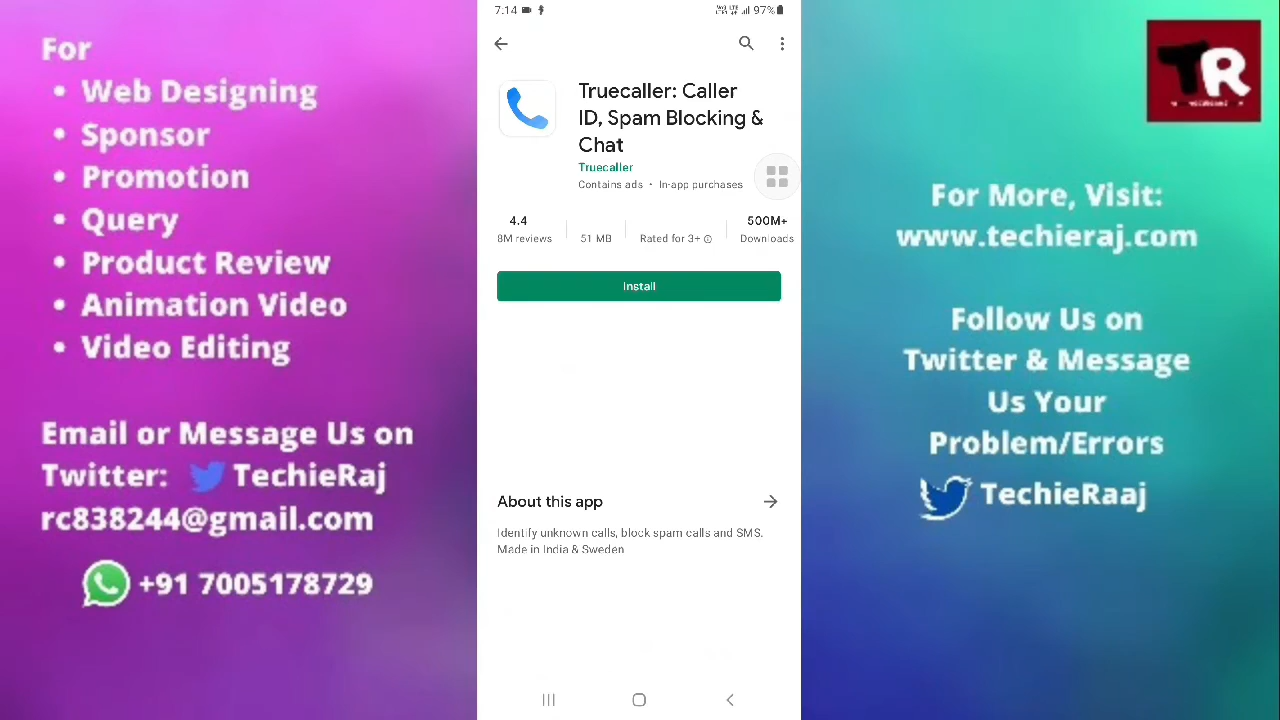 For
• Web Designing
• Sponsor
• Promotion
• Query
• Product Review
• Animation Video
• Video Editing
Email or Message Us on
Twitter: TechieRaj
rc838244@gmail.com
+91 7005178729
7.14
97%
Truecaller: Caller
ID, Spam Blocking &
Chat
Truecaller
Contains ads • In-app purchases
4.4
8M reviews
51 MB
Rated for 3+
500M+
Downloads
Install
About this app
Identify unknown calls, block spam calls and SMS.
Made in India & Sweden
TR
For More, Visit:
www.techieraj.com
Follow Us on
Twitter & Message
Us Your
Problem/Errors
TechieRaaj